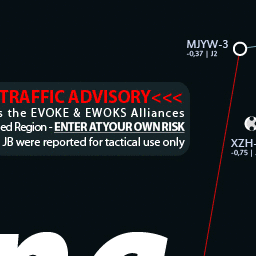 MJYW-3
-0,37 | J2
TRAFFIC ADVISORY<<<
the EVOKE & EWOKS Alliances
Region - ENTER AT YOUR OWN RISK
JB were reported for tactical use only
XZH-
-0,75